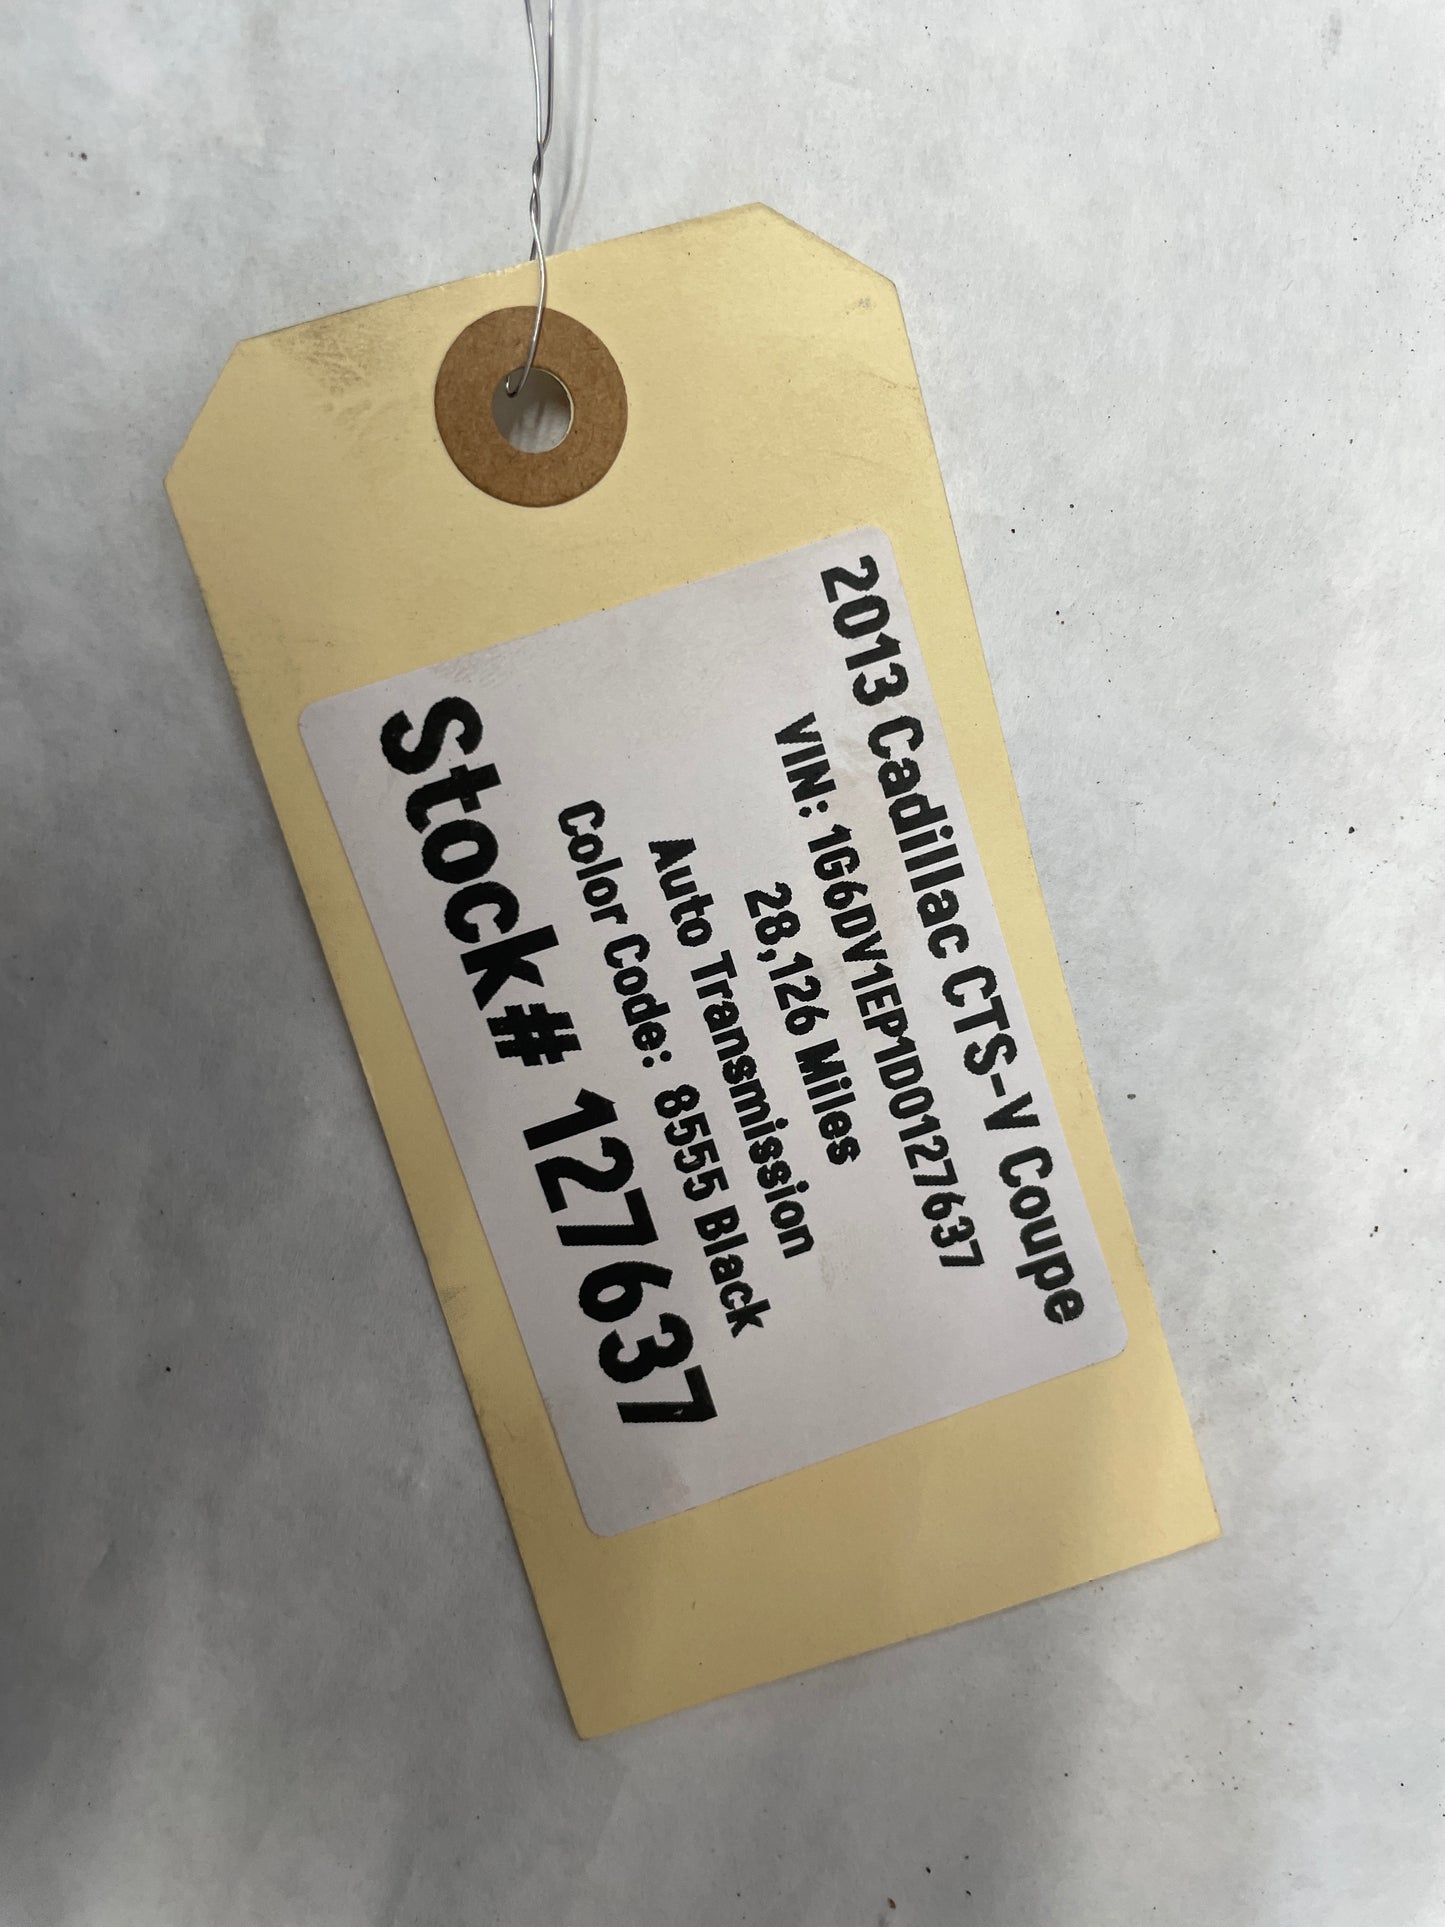 2013 Cadillac CTS-V Coupe
VIN: 1G6DV1EP1D0127637
28,126 Miles
Auto Transmission
Color Code: 8555 Black
Stock# 127637